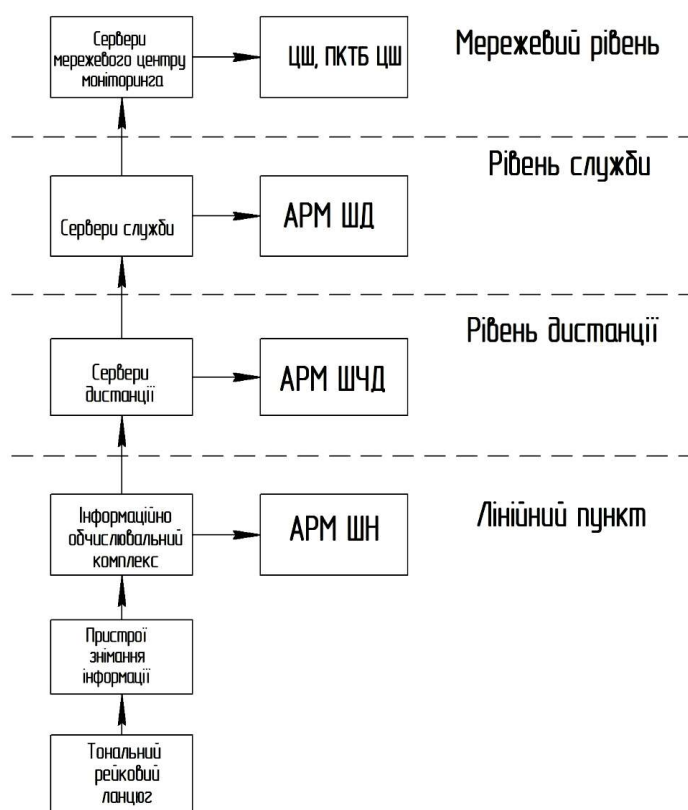 Сервери
мережевого центру
моніторинга
ЦШ, ПКТБ ЦШ
Мережевий рівень
Рівень служби
Сервери служби
АРМ ШД
Рівень дистанції
Сервери
дистанції
АРМ ШЧД
Лінійний пункт
Інформаційно
обчислювальний
комплекс
АРМ ШН
Пристрої
знімання
інформації
Тональний
рейковий
ланцюг